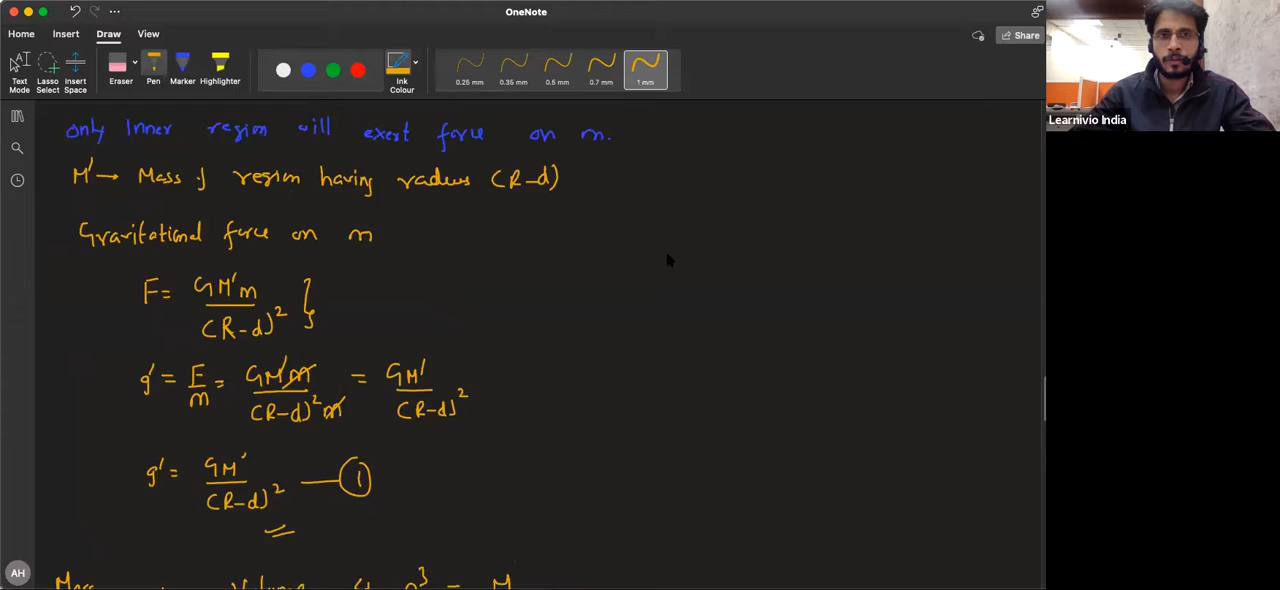 OneNote
Home Insert Draw View
Share
Text Mode
Lasso Select
Insert Space
Eraser
Pen
Marker
Highlighter
Ink Colour
0.25 mm
0.35 mm
0.5 mm
0.7 mm
1 mm
Learnivio India
only inner region will exert force on m.
M' → Mass of region having radius (R-d)
Gravitational force on m
F = GM'm / (R-d)² }
g' = F/m = GM'm / (R-d)²m = GM' / (R-d)²
g' = GM' / (R-d)² — ①
Mass Volume
AH